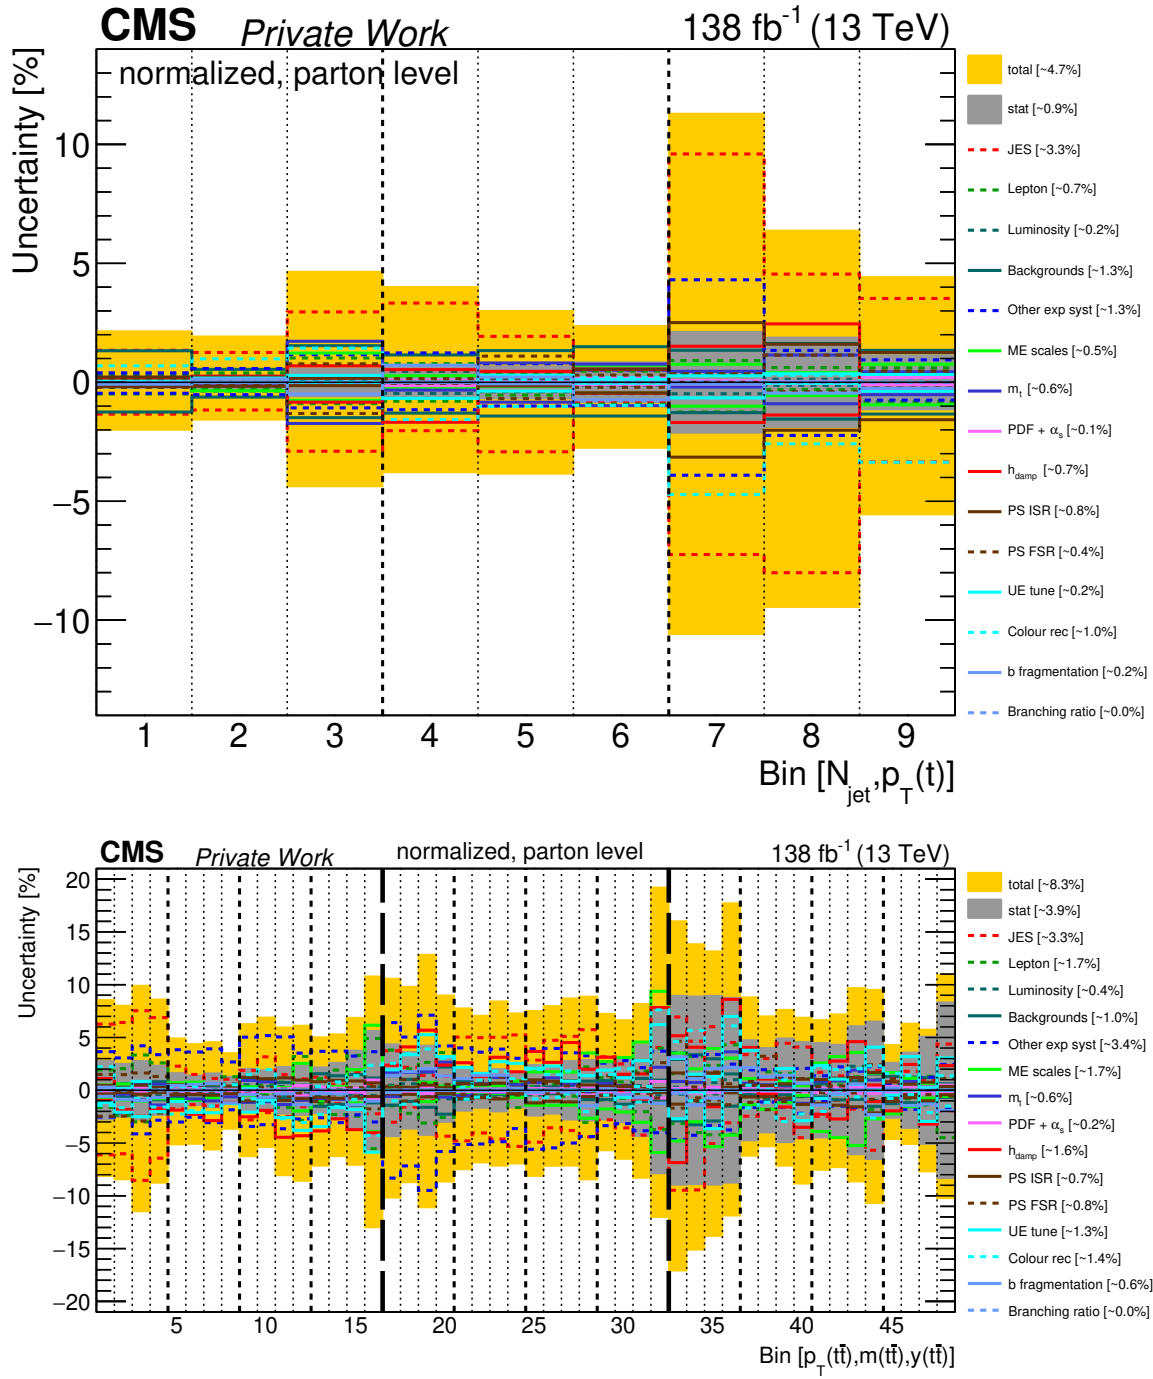 CMS Private Work 138 fb⁻¹ (13 TeV)
normalized, parton level
Uncertainty [%]
10
5
0
−5
−10
1 2 3 4 5 6 7 8 9
Bin [N_jet,p_T(t)]
total [~4.7%]
stat [~0.9%]
JES [~3.3%]
Lepton [~0.7%]
Luminosity [~0.2%]
Backgrounds [~1.3%]
Other exp syst [~1.3%]
ME scales [~0.5%]
m_t [~0.6%]
PDF + α_s [~0.1%]
h_damp [~0.7%]
PS ISR [~0.8%]
PS FSR [~0.4%]
UE tune [~0.2%]
Colour rec [~1.0%]
b fragmentation [~0.2%]
Branching ratio [~0.0%]
CMS Private Work normalized, parton level 138 fb⁻¹ (13 TeV)
Uncertainty [%]
20
15
10
5
0
−5
−10
−15
−20
5 10 15 20 25 30 35 40 45
Bin [p_T(tt̄),m(tt̄),y(tt̄)]
total [~8.3%]
stat [~3.9%]
JES [~3.3%]
Lepton [~1.7%]
Luminosity [~0.4%]
Backgrounds [~1.0%]
Other exp syst [~3.4%]
ME scales [~1.7%]
m_t [~0.6%]
PDF + α_s [~0.2%]
h_damp [~1.6%]
PS ISR [~0.7%]
PS FSR [~0.8%]
UE tune [~1.3%]
Colour rec [~1.4%]
b fragmentation [~0.6%]
Branching ratio [~0.0%]